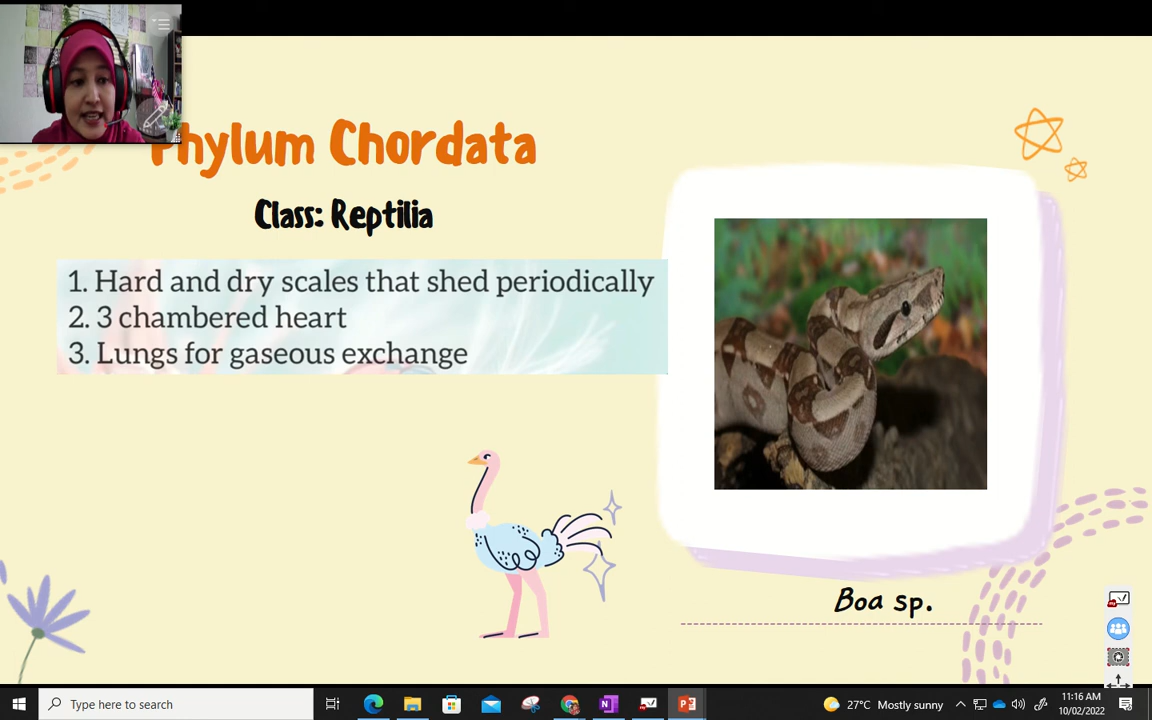 Phylum Chordata
Class: Reptilia
1. Hard and dry scales that shed periodically
2. 3 chambered heart
3. Lungs for gaseous exchange
Boa sp.
Type here to search
27°C Mostly sunny
11:16 AM
10/02/2022